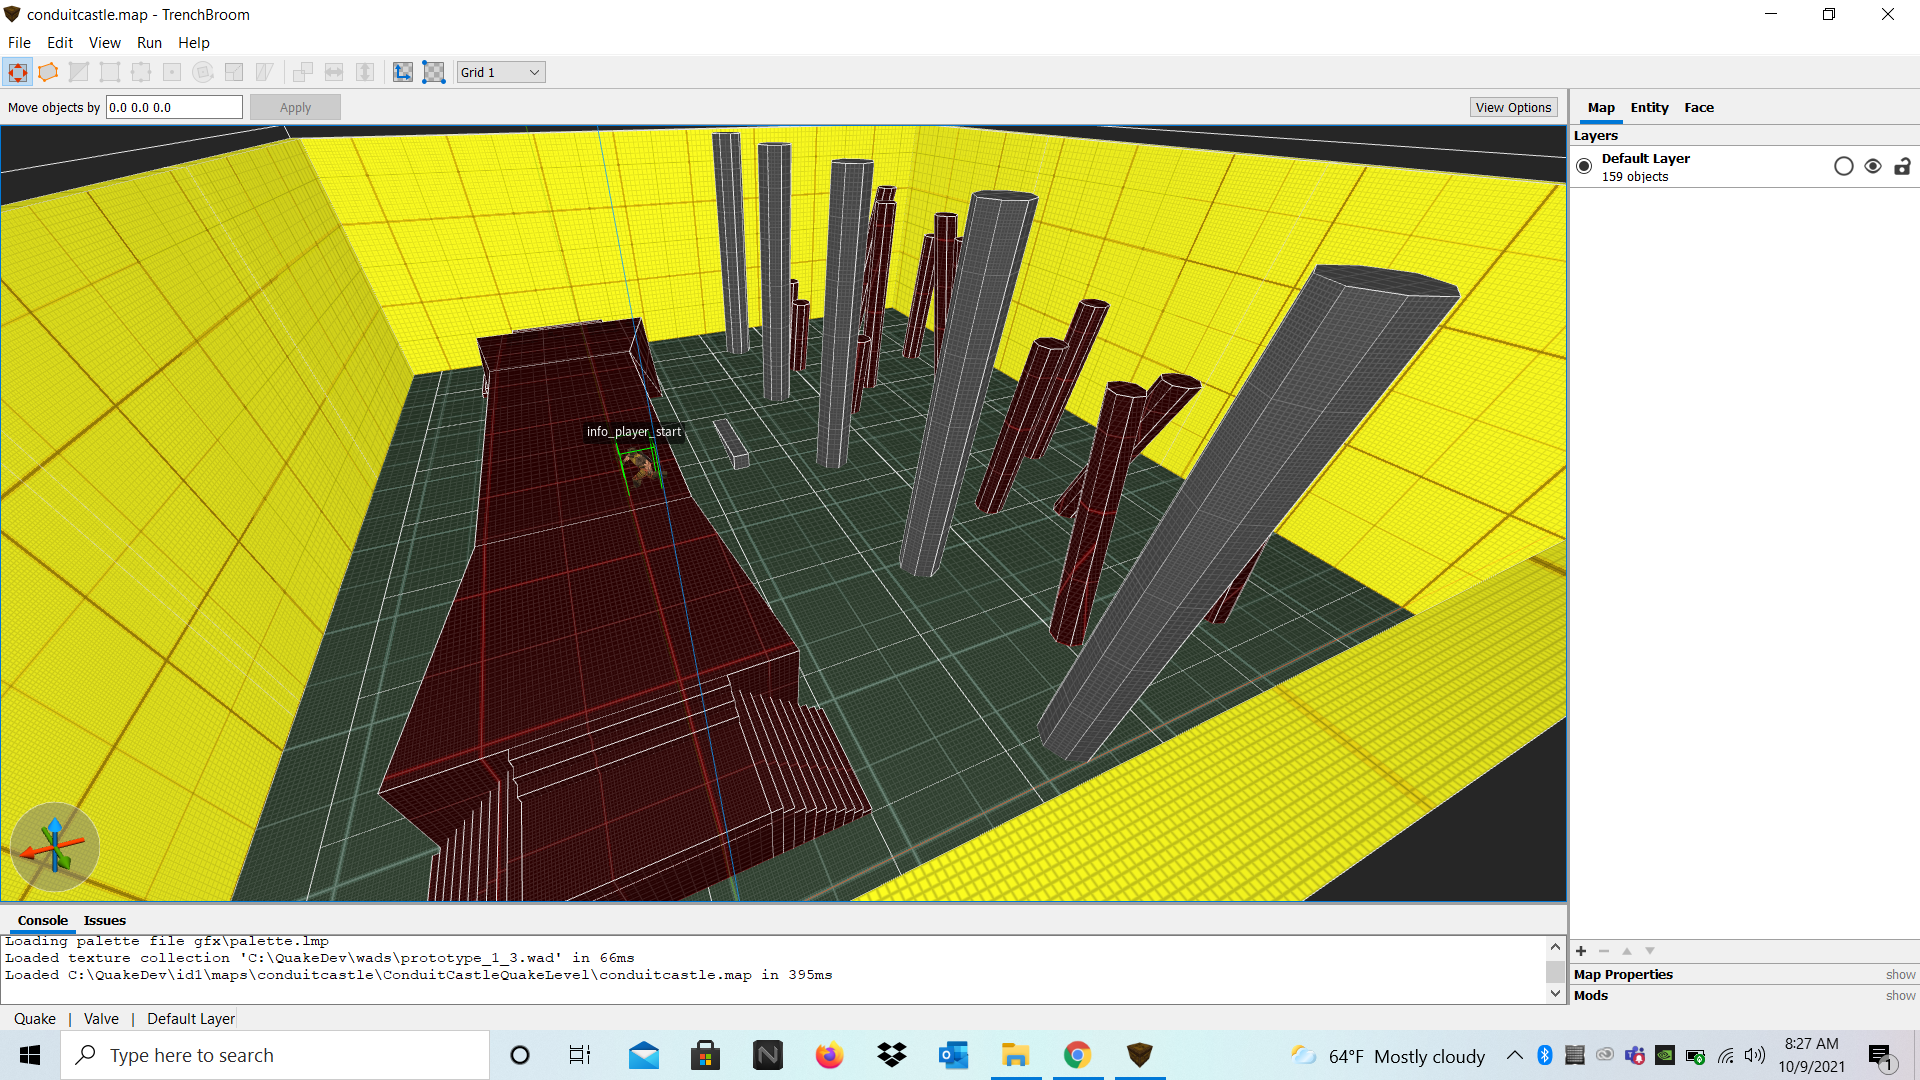 conduitcastle.map - TrenchBroom
File Edit View Run Help
Grid 1
Move objects by 0.0 0.0 0.0 Apply View Options
Map Entity Face
Layers
Default Layer
159 objects
info_player_start
Console Issues
Loading palette file gfx\palette.lmp
Loaded texture collection 'C:\QuakeDev\wads\prototype_1_3.wad' in 66ms
Loaded C:\QuakeDev\id1\maps\conduitcastle\ConduitCastleQuakeLevel\conduitcastle.map in 395ms
Map Properties show
Mods show
Quake | Valve | Default Layer
Type here to search
64°F Mostly cloudy
8:27 AM
10/9/2021
1